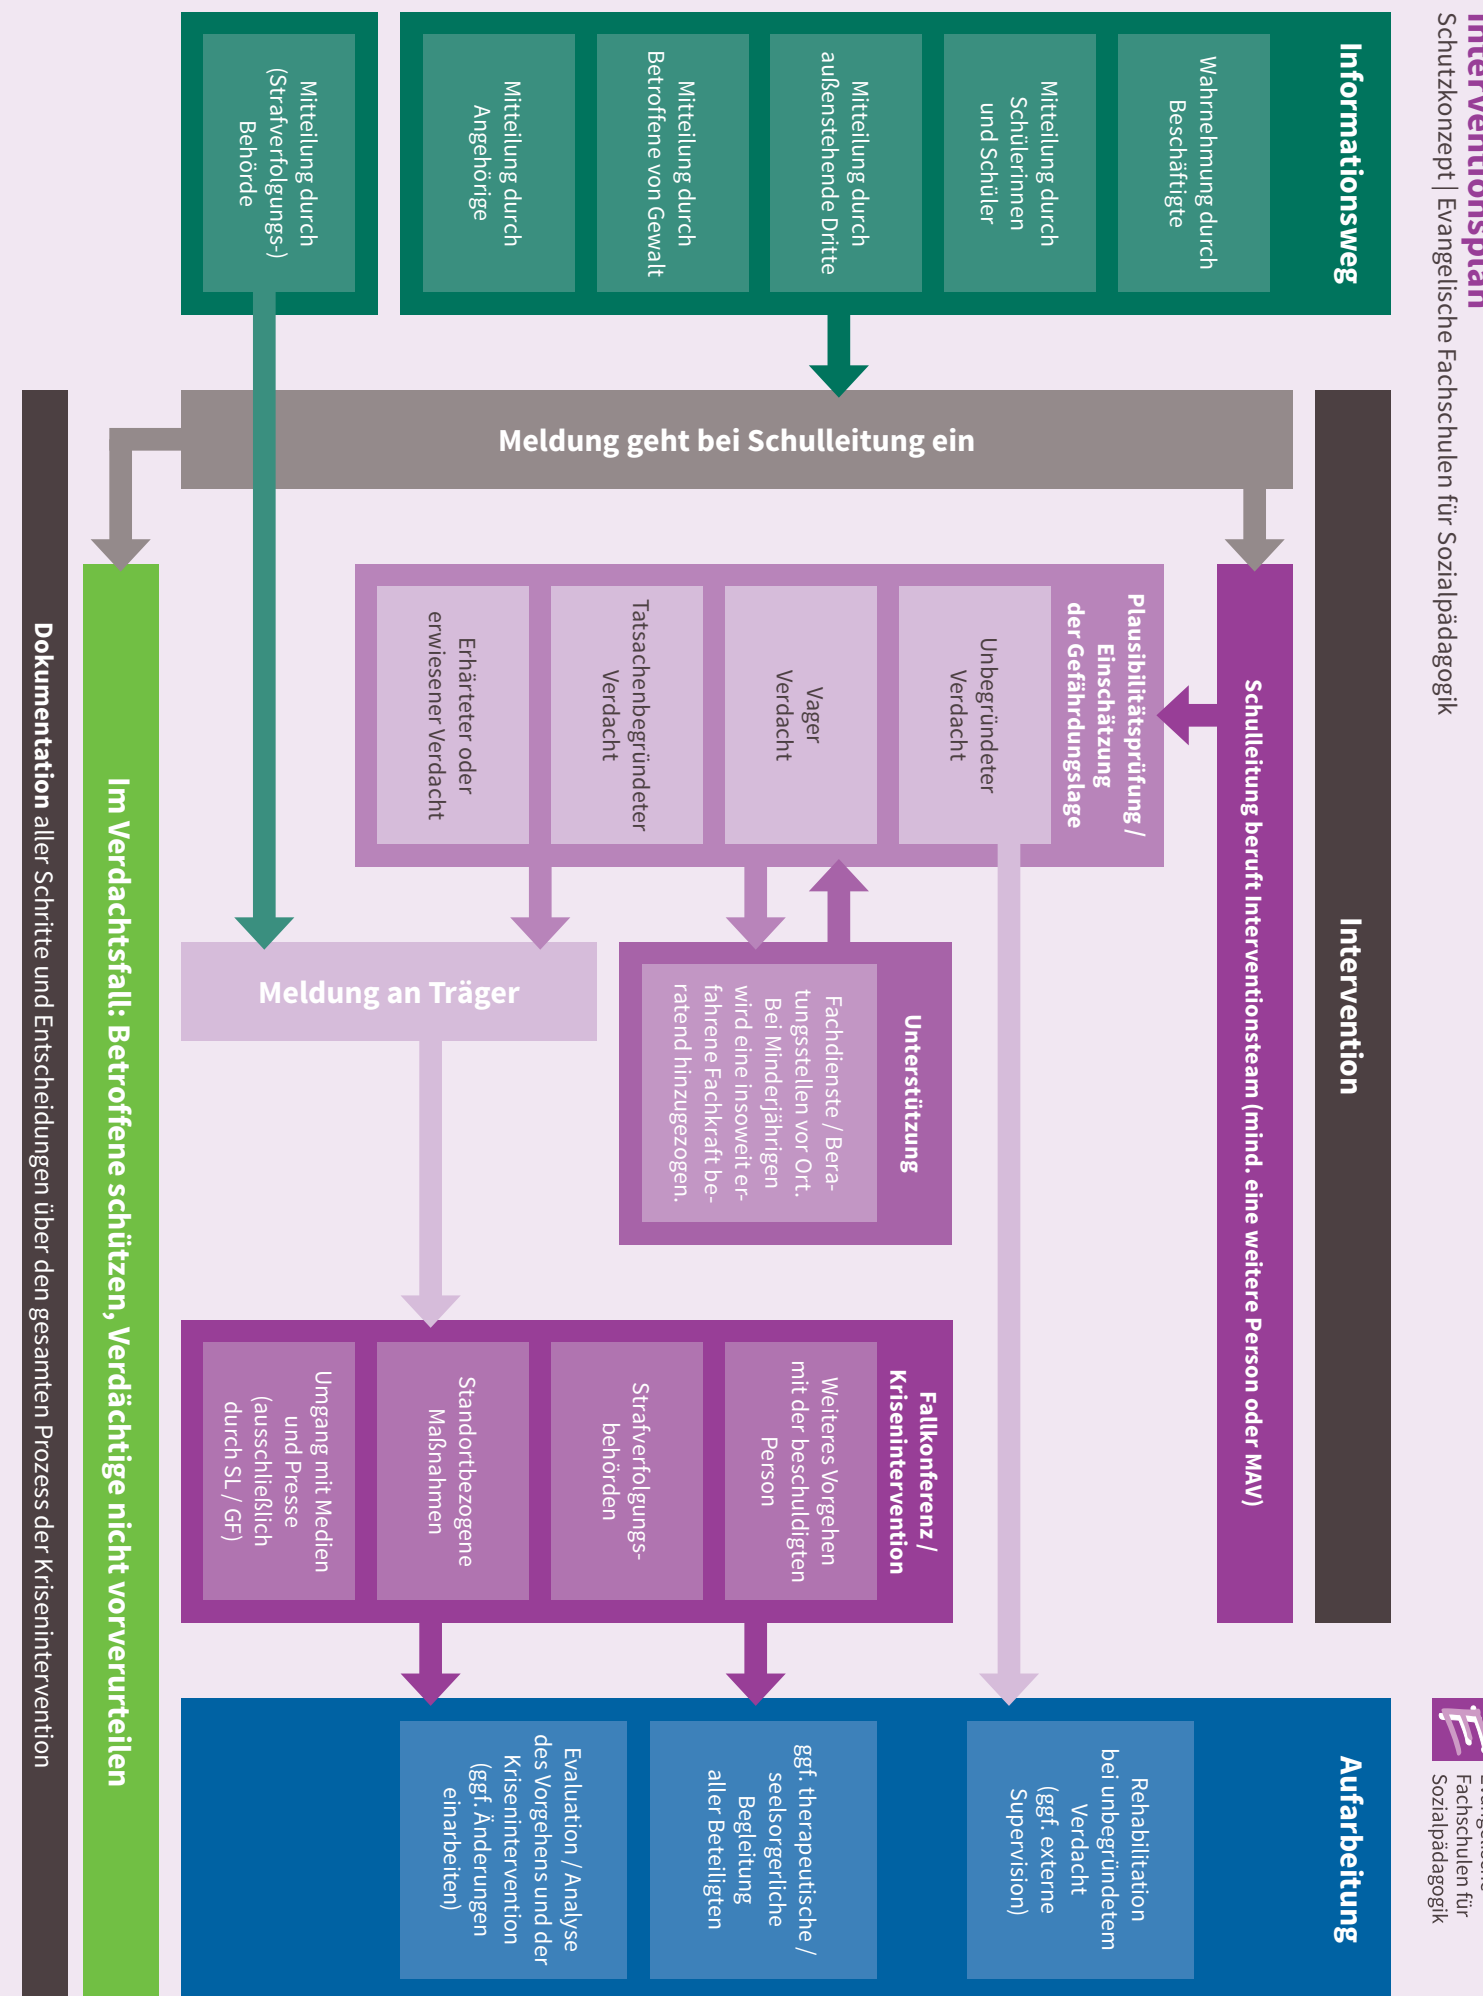 Interventionsplan
Schutzkonzept | Evangelische Fachschulen für Sozialpädagogik
Evangelische
Fachschulen für
Sozialpädagogik
Informationsweg
Wahrnehmung durch
Beschäftigte
Mitteilung durch
Schülerinnen
und Schüler
Mitteilung durch
außenstehende Dritte
Mitteilung durch
Betroffene von Gewalt
Mitteilung durch
Angehörige
Mitteilung durch
(Strafverfolgungs-)
Behörde
Intervention
Meldung geht bei Schulleitung ein
Schulleitung beruft Interventionsteam (mind. eine weitere Person oder MAV)
Plausibilitätsprüfung /
Einschätzung
der Gefährdungslage
Unbegründeter
Verdacht
Vager
Verdacht
Tatsachenbegründeter
Verdacht
Erhärteter oder
erwiesener Verdacht
Unterstützung
Fachdienste / Bera-
tungsstellen vor Ort.
Bei Minderjährigen
wird eine insoweit er-
fahrene Fachkraft be-
ratend hinzugezogen.
Meldung an Träger
Fallkonferenz /
Krisenintervention
Weiteres Vorgehen
mit der beschuldigten
Person
Strafverfolgungs-
behörden
Standortbezogene
Maßnahmen
Umgang mit Medien
und Presse
(ausschließlich
durch SL / GF)
Aufarbeitung
Rehabilitation
bei unbegründetem
Verdacht
(ggf. externe
Supervision)
ggf. therapeutische /
seelsorgerliche
Begleitung
aller Beteiligten
Evaluation / Analyse
des Vorgehens und der
Krisenintervention
(ggf. Änderungen
einarbeiten)
Im Verdachtsfall: Betroffene schützen, Verdächtige nicht vorverurteilen
Dokumentation aller Schritte und Entscheidungen über den gesamten Prozess der Krisenintervention